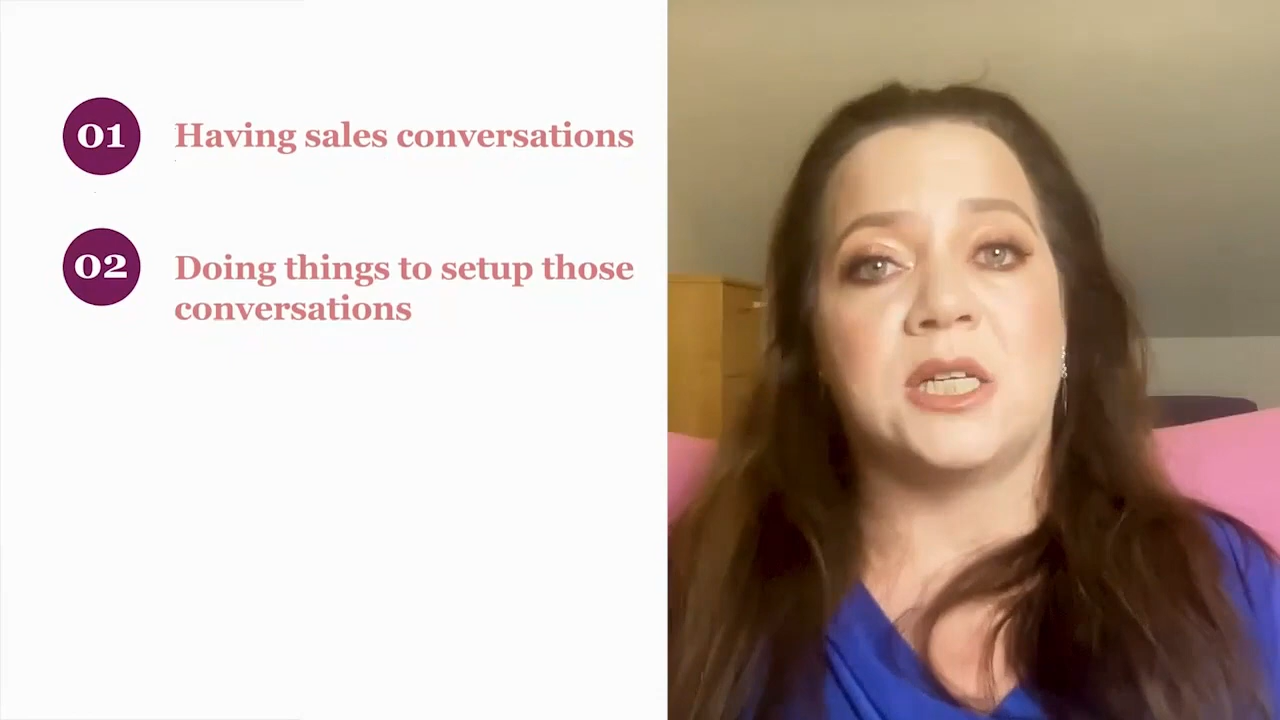 01 Having sales conversations
02 Doing things to setup those
conversations